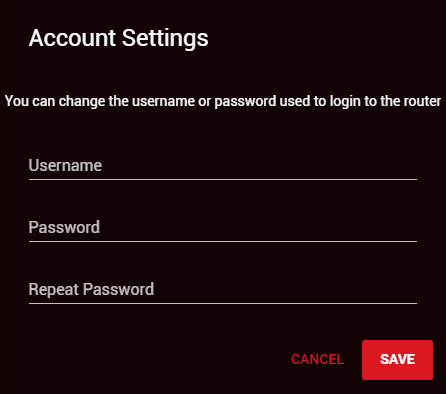 Account Settings
You can change the username or password used to login to the router
Username
Password
Repeat Password
CANCEL SAVE